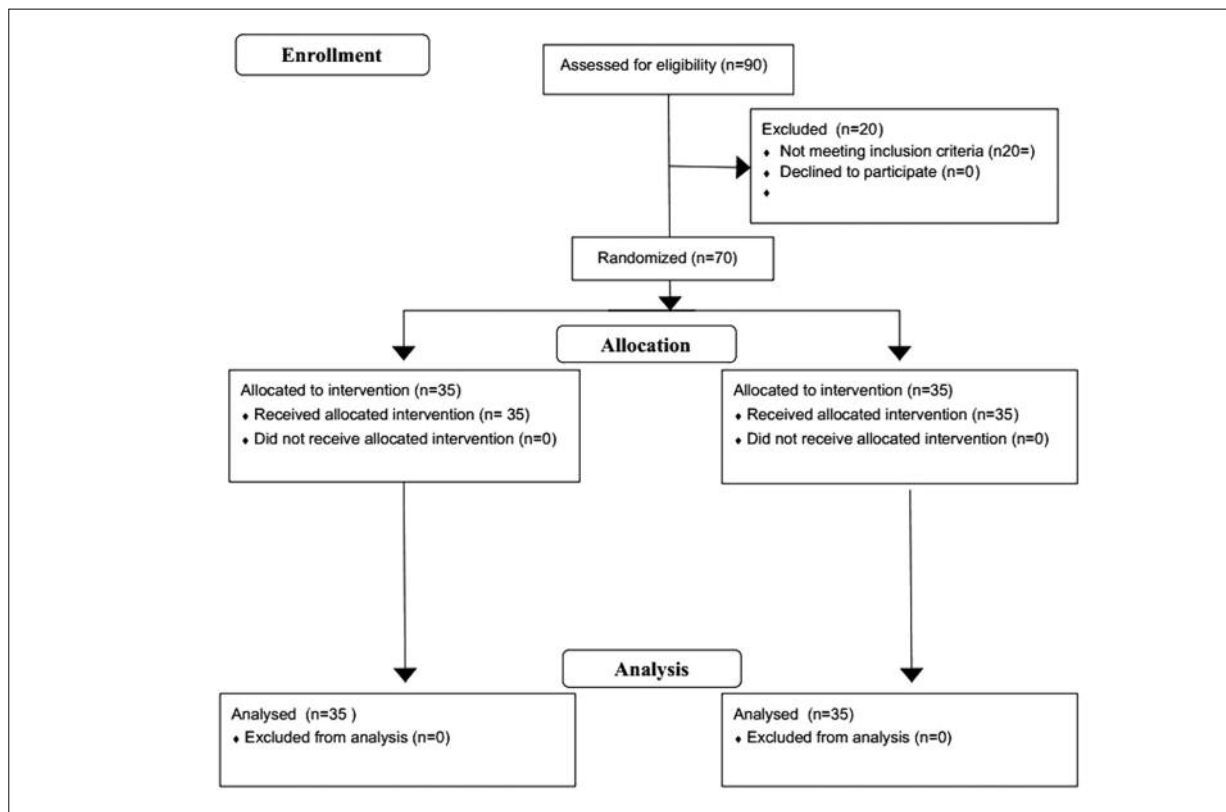 Enrollment
Assessed for eligibility (n=90)
Excluded (n=20)
♦ Not meeting inclusion criteria (n20=)
♦ Declined to participate (n=0)
♦
Randomized (n=70)
Allocation
Allocated to intervention (n=35)
♦ Received allocated intervention (n= 35)
♦ Did not receive allocated intervention (n=0)
Allocated to intervention (n=35)
♦ Received allocated intervention (n=35)
♦ Did not receive allocated intervention (n=0)
Analysis
Analysed (n=35 )
♦ Excluded from analysis (n=0)
Analysed (n=35)
♦ Excluded from analysis (n=0)